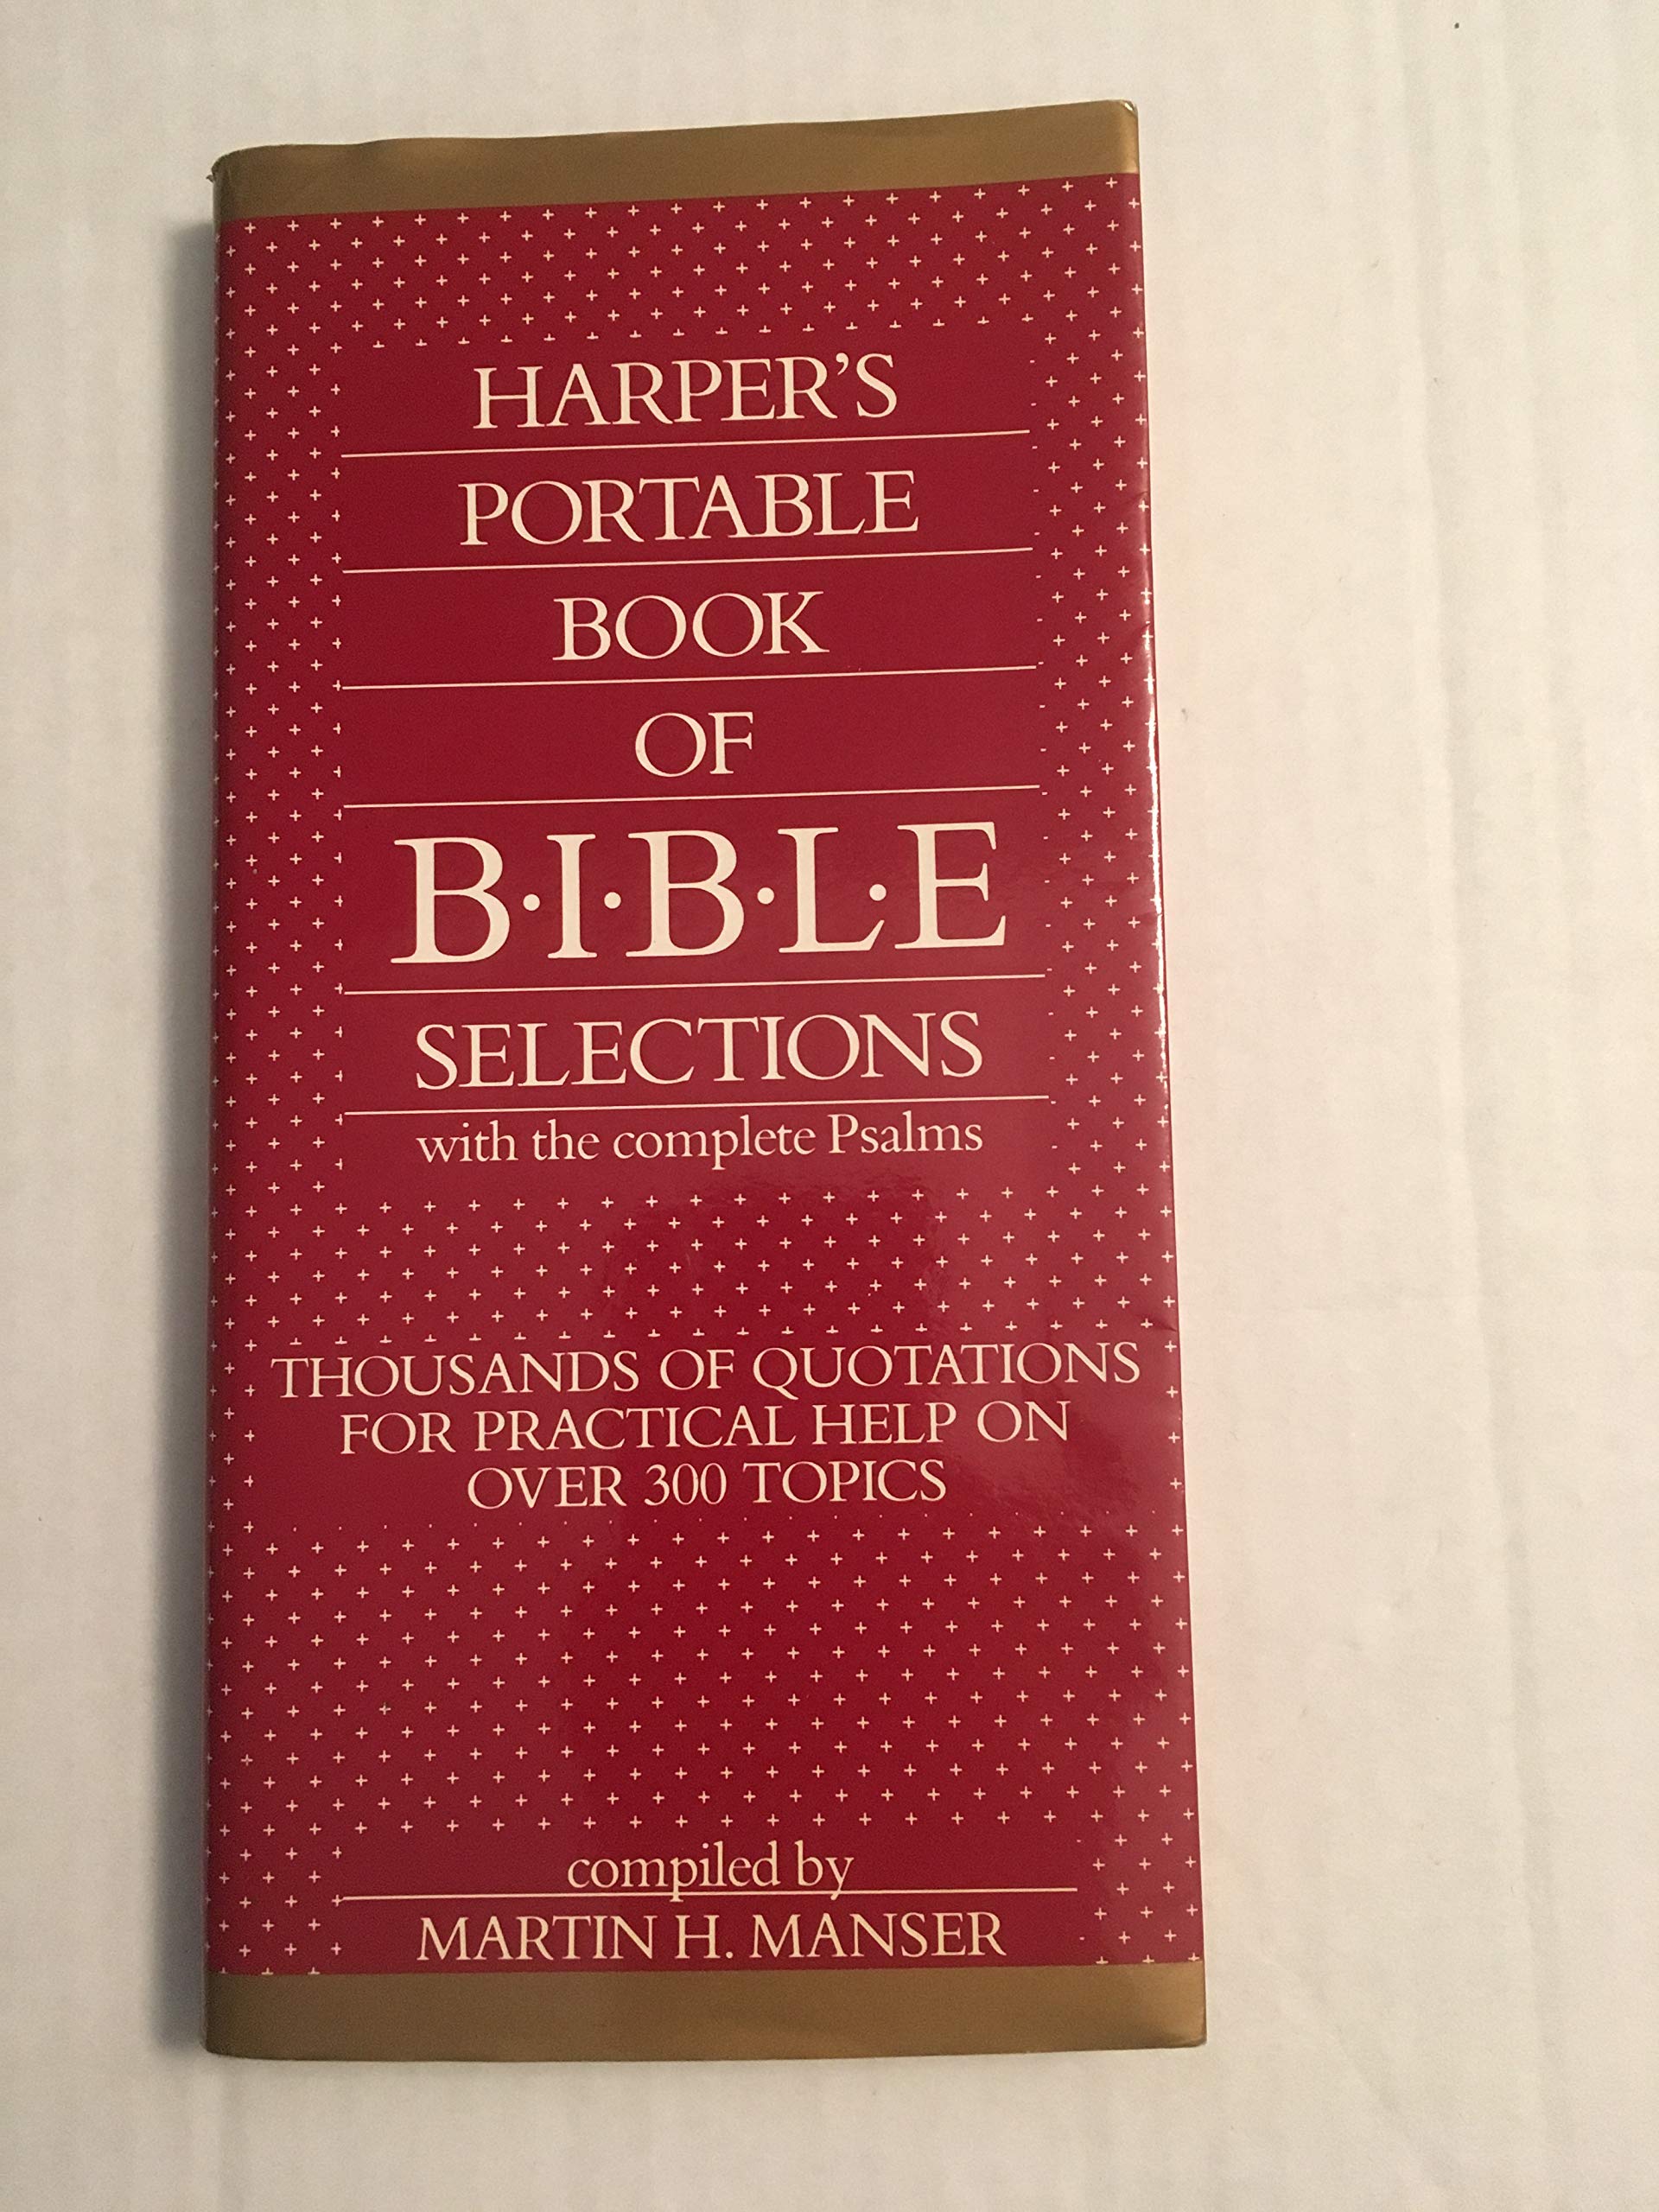 HARPER'S
PORTABLE
BOOK
OF
B·I·B·L·E
SELECTIONS
with the complete Psalms
THOUSANDS OF QUOTATIONS
FOR PRACTICAL HELP ON
OVER 300 TOPICS
compiled by
MARTIN H. MANSER